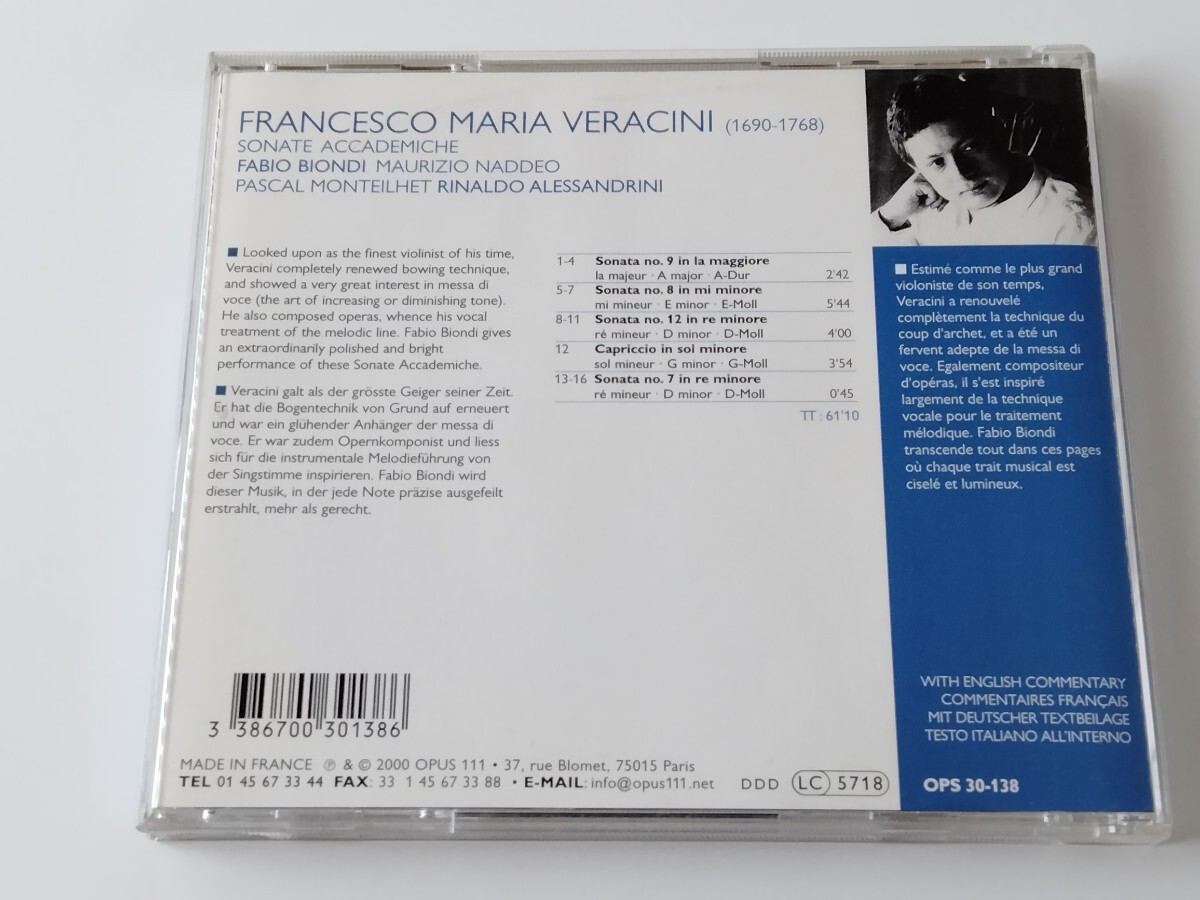 FRANCESCO MARIA VERACINI (1690-1768)
SONATE ACCADEMICHE
FABIO BIONDI MAURIZIO NADDEO
PASCAL MONTEILHET RINALDO ALESSANDRINI
■ Looked upon as the finest violinist of his time,
Veracini completely renewed bowing technique,
and showed a very great interest in messa di
voce (the art of increasing or diminishing tone).
He also composed operas, whence his vocal
treatment of the melodic line. Fabio Biondi gives
an extraordinarily polished and bright
performance of these Sonate Accademiche.
■ Veracini galt als der grösste Geiger seiner Zeit.
Er hat die Bogentechnik von Grund auf erneuert
und war ein glühender Anhänger der messa di
voce. Er war zudem Opernkomponist und liess
sich für die instrumentale Melodieführung von
der Singstimme inspirieren. Fabio Biondi wird
dieser Musik, in der jede Note präzise ausgefeilt
erstrahlt, mehr als gerecht.
1-4 Sonata no. 9 in la maggiore
la majeur · A major · A-Dur 2'42
5-7 Sonata no. 8 in mi minore
mi mineur · E minor · E-Moll 5'44
8-11 Sonata no. 12 in re minore
ré mineur · D minor · D-Moll 4'00
12 Capriccio in sol minore
sol mineur · G minor · G-Moll 3'54
13-16 Sonata no. 7 in re minore
ré mineur · D minor · D-Moll 0'45
TT : 61'10
■ Estimé comme le plus grand
violoniste de son temps,
Veracini a renouvelé
complètement la technique du
coup d'archet, et a été un
fervent adepte de la messa di
voce. Egalement compositeur
d'opéras, il s'est inspiré
largement de la technique
vocale pour le traitement
mélodique. Fabio Biondi
transcende tout dans ces pages
où chaque trait musical est
ciselé et lumineux.
WITH ENGLISH COMMENTARY
COMMENTAIRES FRANÇAIS
MIT DEUTSCHER TEXTBEILAGE
TESTO ITALIANO ALL'INTERNO
OPS 30-138
3 386700 301386
MADE IN FRANCE ℗ & © 2000 OPUS 111 • 37, rue Blomet, 75015 Paris
TEL 01 45 67 33 44 FAX: 33 1 45 67 33 88 • E-MAIL: info@opus111.net
DDD LC 5718